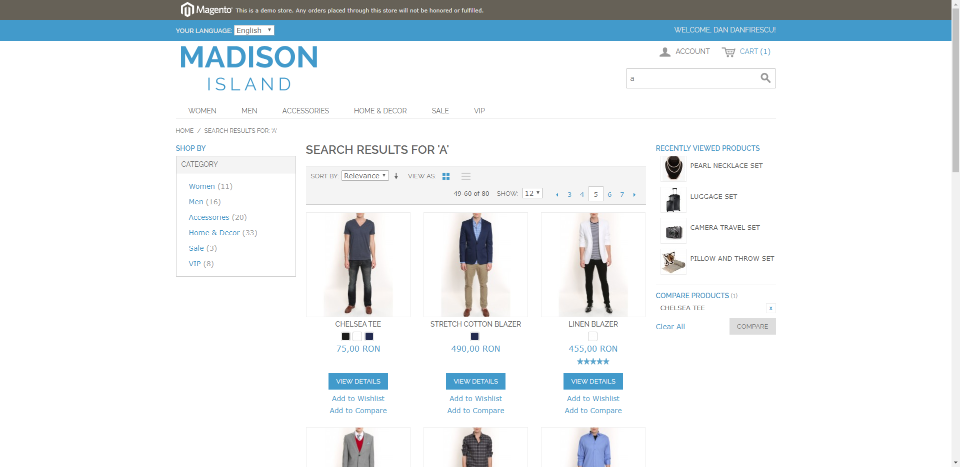 Magento® This is a demo store. Any orders placed through this store will not be honored or fulfilled.
YOUR LANGUAGE: English
WELCOME, DAN DANFIRESCU!
MADISON
ISLAND
ACCOUNT CART (1)
a
WOMEN MEN ACCESSORIES HOME & DECOR SALE VIP
HOME / SEARCH RESULTS FOR: 'A'
SHOP BY
CATEGORY
Women (11)
Men (16)
Accessories (20)
Home & Decor (33)
Sale (3)
VIP (8)
SEARCH RESULTS FOR 'A'
SORT BY Relevance VIEW AS
49-60 of 80 SHOW: 12 3 4 5 6 7
CHELSEA TEE
75,00 RON
VIEW DETAILS
Add to Wishlist
Add to Compare
STRETCH COTTON BLAZER
490,00 RON
VIEW DETAILS
Add to Wishlist
Add to Compare
LINEN BLAZER
455,00 RON
VIEW DETAILS
Add to Wishlist
Add to Compare
RECENTLY VIEWED PRODUCTS
PEARL NECKLACE SET
LUGGAGE SET
CAMERA TRAVEL SET
PILLOW AND THROW SET
COMPARE PRODUCTS (1)
CHELSEA TEE x
Clear All COMPARE